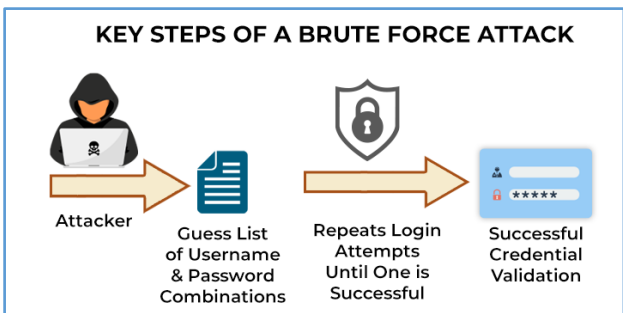 KEY STEPS OF A BRUTE FORCE ATTACK
Attacker
Guess List
of Username
& Password
Combinations
Repeats Login
Attempts
Until One is
Successful
*****
Successful
Credential
Validation